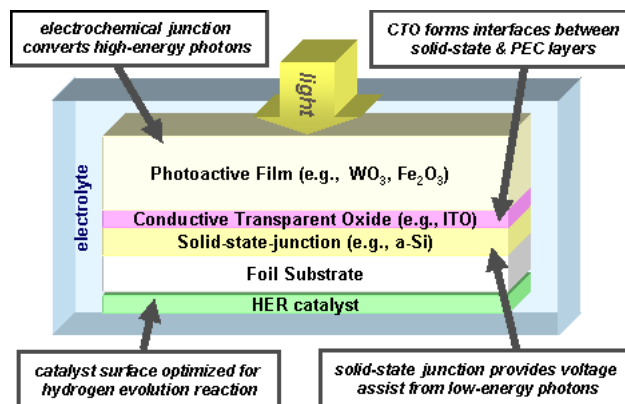 electrochemical junction
converts high-energy photons
CTO forms interfaces between
solid-state & PEC layers
light
electrolyte
Photoactive Film (e.g., WO₃, Fe₂O₃)
Conductive Transparent Oxide (e.g., ITO)
Solid-state-junction (e.g., a-Si)
Foil Substrate
HER catalyst
catalyst surface optimized for
hydrogen evolution reaction
solid-state junction provides voltage
assist from low-energy photons